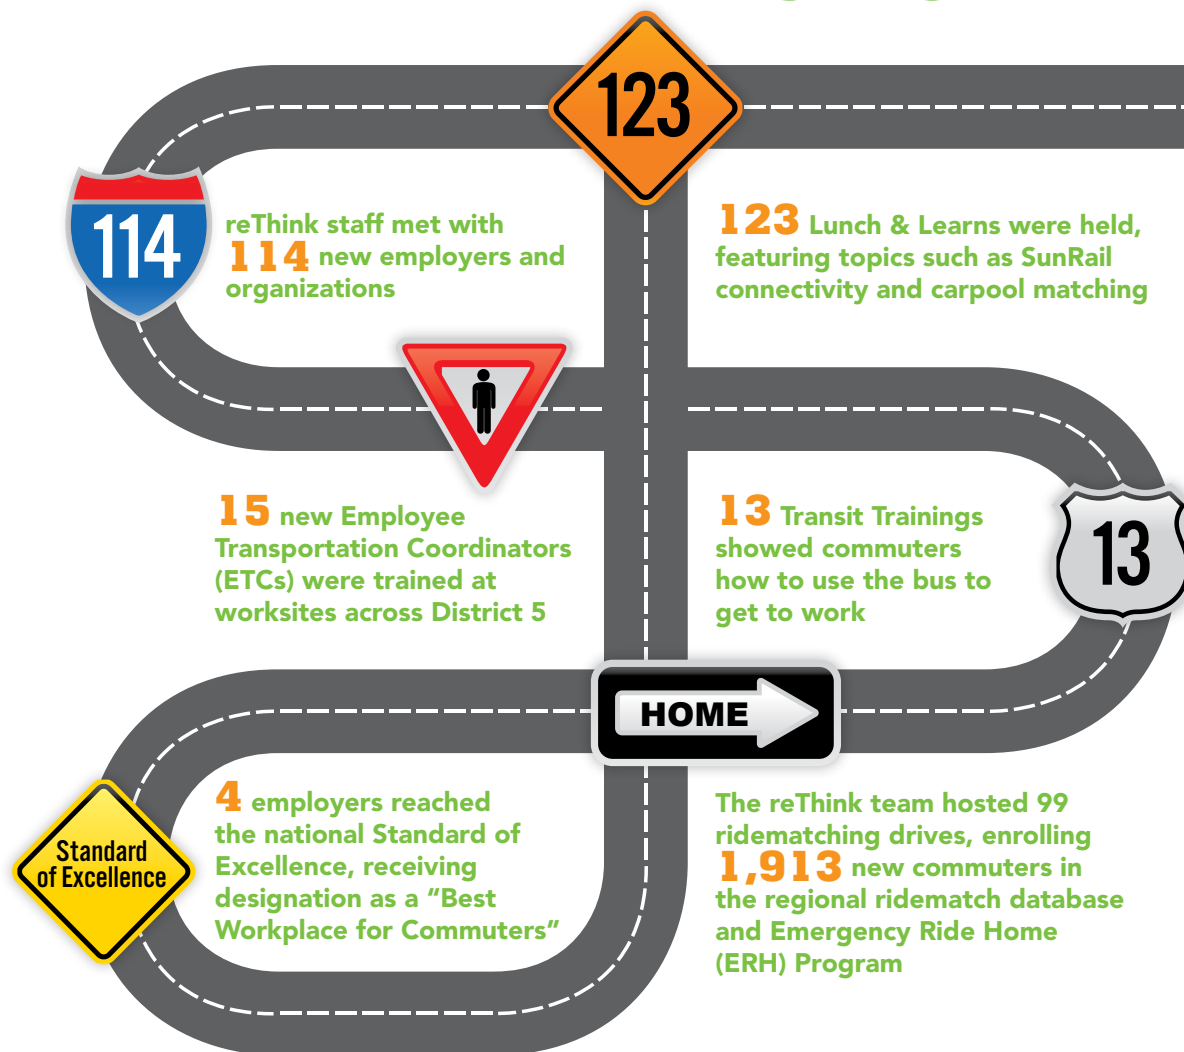 123
114
reThink staff met with
114 new employers and
organizations
123 Lunch & Learns were held,
featuring topics such as SunRail
connectivity and carpool matching
15 new Employee
Transportation Coordinators
(ETCs) were trained at
worksites across District 5
13 Transit Trainings
showed commuters
how to use the bus to
get to work
13
HOME
Standard
of Excellence
4 employers reached
the national Standard of
Excellence, receiving
designation as a “Best
Workplace for Commuters”
The reThink team hosted 99
ridematching drives, enrolling
1,913 new commuters in
the regional ridematch database
and Emergency Ride Home
(ERH) Program